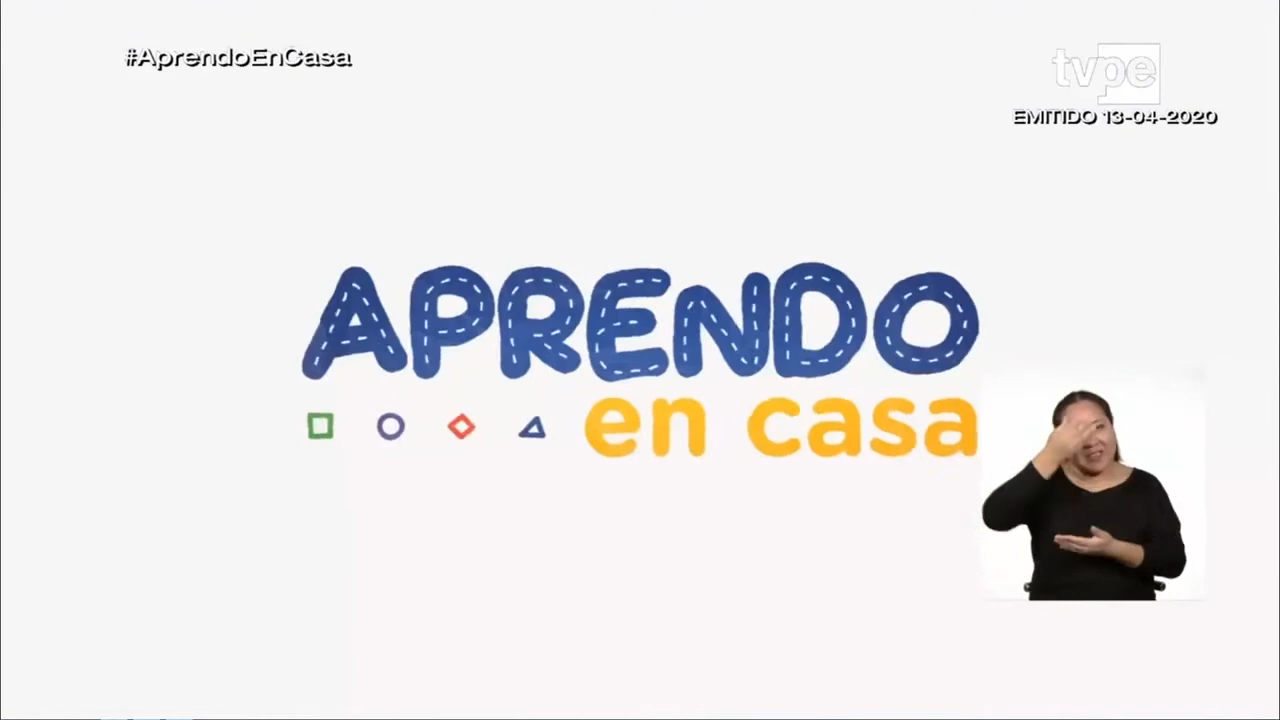 #AprendoEnCasa
tvpe
EMITIDO 13-04-2020
APRENDO
en casa